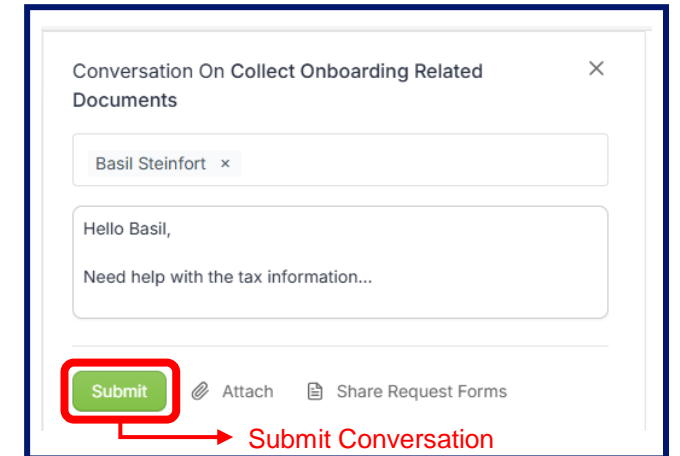 Conversation On Collect Onboarding Related
Documents
Basil Steinfort ×
Hello Basil,
Need help with the tax information...
Submit Attach Share Request Forms
Submit Conversation